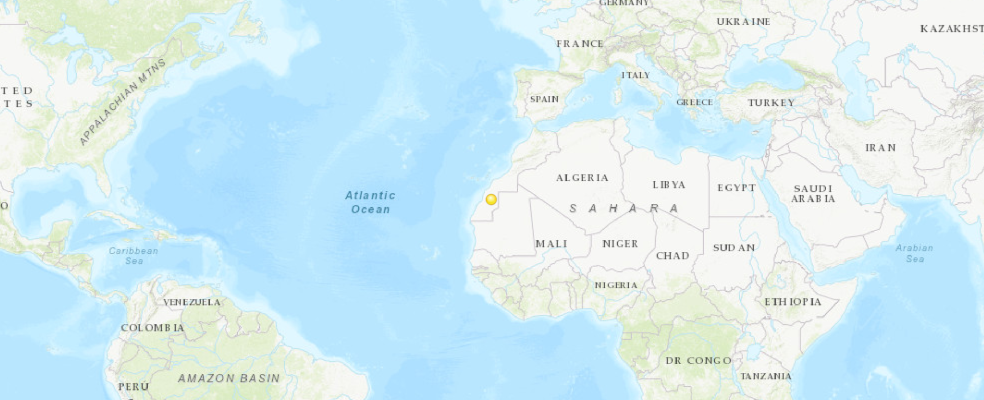 GERMANY
UKRAINE
KAZAKHST
FRANCE
TED
TES
APPALACHIAN MTNS
ITALY
SPAIN
GREECE
TURKEY
IRAN
ALGERIA
LIBYA
EGYPT
SAUDI
ARABIA
Atlantic
Ocean
O
SAHARA
MALI
NIGER
CHAD
SUDAN
Arabian
Sea
Caribbean
Sea
NIGERIA
VENEZUELA
ETHIOPIA
COLOMBIA
DR CONGO
AMAZON BASIN
TANZANIA
PERU